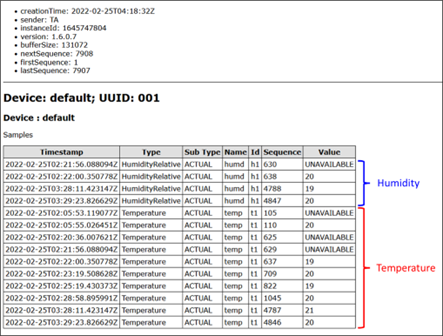 creationTime: 2022-02-25T04:18:32Z
sender: TA
instanceId: 1645747804
version: 1.6.0.7
bufferSize: 131072
nextSequence: 7908
firstSequence: 1
lastSequence: 7907
Device: default; UUID: 001
Device : default
Samples
Timestamp Type Sub Type Name Id Sequence Value
2022-02-25T02:21:56.088094Z HumidityRelative ACTUAL humd h1 630 UNAVAILABLE
2022-02-25T02:22:00.350778Z HumidityRelative ACTUAL humd h1 638 20
2022-02-25T03:28:11.423147Z HumidityRelative ACTUAL humd h1 4788 19
2022-02-25T03:29:23.826629Z HumidityRelative ACTUAL humd h1 4847 20
Humidity
2022-02-25T02:05:53.119077Z Temperature ACTUAL temp t1 105 UNAVAILABLE
2022-02-25T02:05:55.026451Z Temperature ACTUAL temp t1 110 20
2022-02-25T02:20:36.007621Z Temperature ACTUAL temp t1 625 UNAVAILABLE
2022-02-25T02:21:56.088094Z Temperature ACTUAL temp t1 629 UNAVAILABLE
2022-02-25T02:22:00.350778Z Temperature ACTUAL temp t1 637 19
2022-02-25T02:23:19.508628Z Temperature ACTUAL temp t1 709 20
2022-02-25T02:25:19.430373Z Temperature ACTUAL temp t1 822 19
2022-02-25T02:28:58.895991Z Temperature ACTUAL temp t1 1045 20
2022-02-25T03:28:11.423147Z Temperature ACTUAL temp t1 4787 21
2022-02-25T03:29:23.826629Z Temperature ACTUAL temp t1 4846 20
Temperature